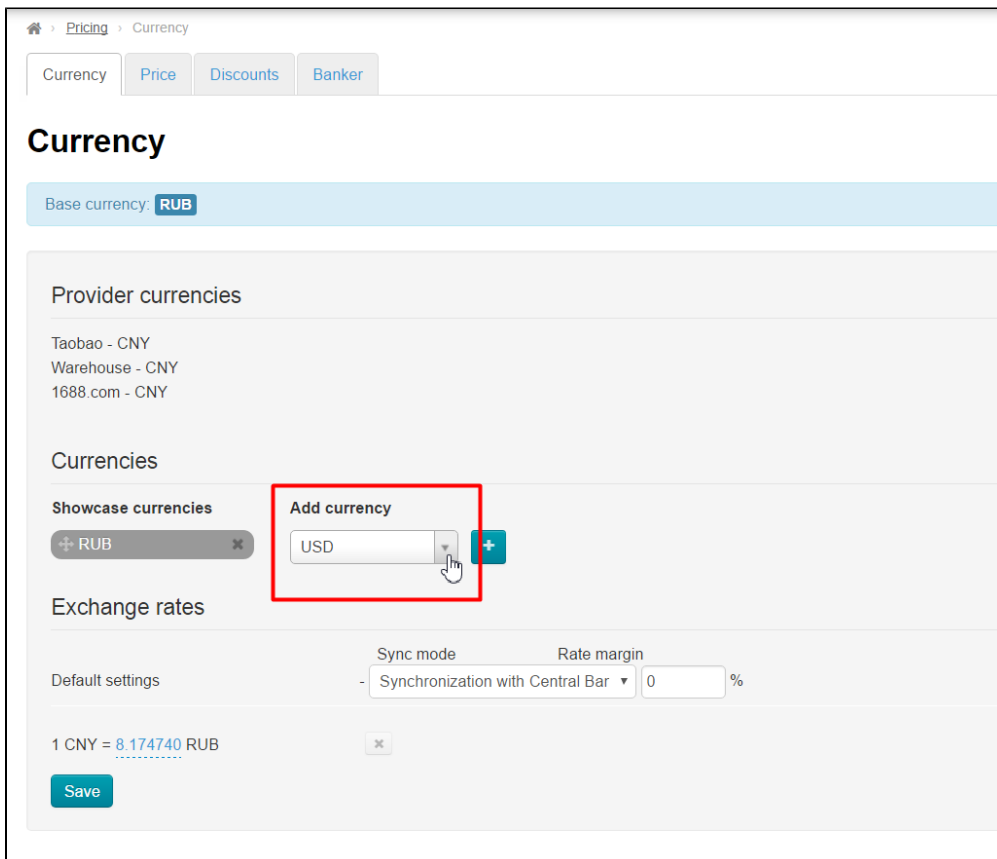 › Pricing › Currency
Currency Price Discounts Banker
Currency
Base currency: RUB
Provider currencies
Taobao - CNY
Warehouse - CNY
1688.com - CNY
Currencies
Showcase currencies Add currency
RUB USD +
Exchange rates
Sync mode Rate margin
Default settings - Synchronization with Central Bar 0 %
1 CNY = 8.174740 RUB
Save